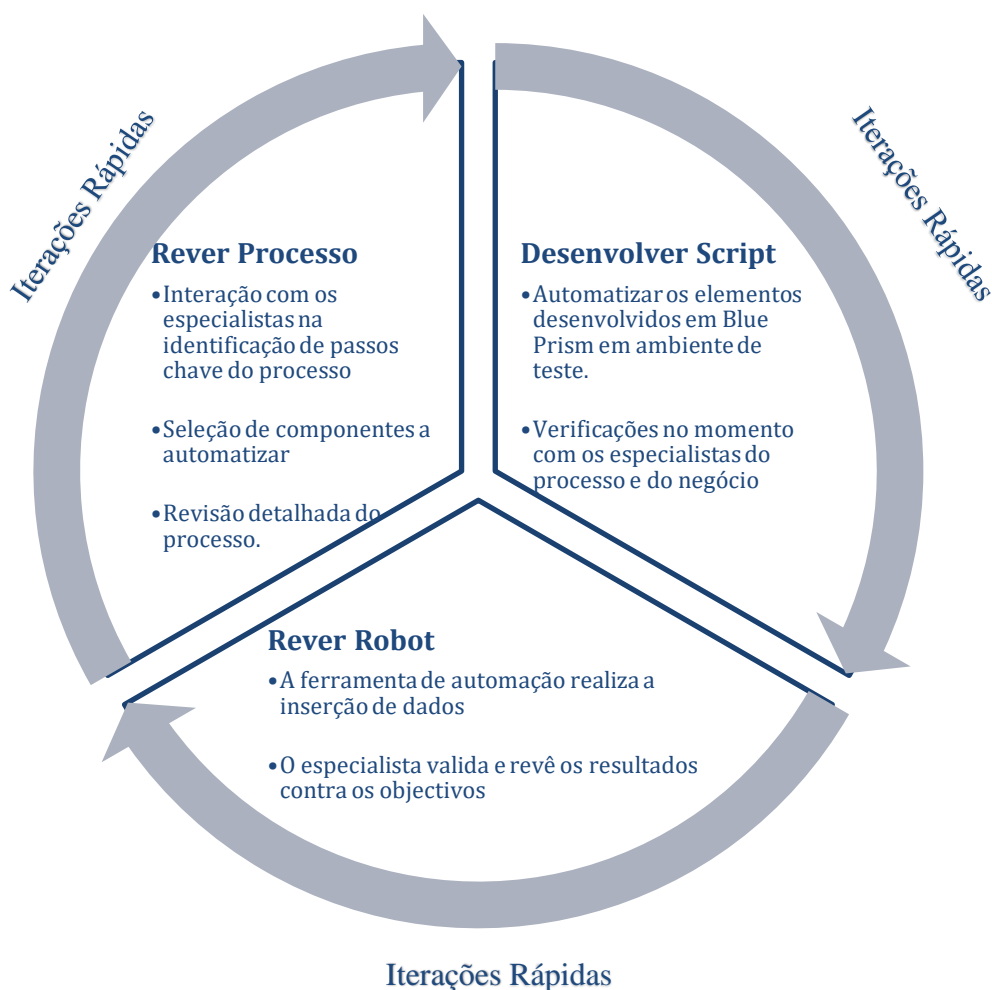 Iterações Rápidas
Iterações Rápidas
Rever Processo
•Interação com os
especialistas na
identificação de passos
chave do processo
•Seleção de componentes a
automatizar
•Revisão detalhada do
processo.
Desenvolver Script
•Automatizar os elementos
desenvolvidos em Blue
Prism em ambiente de
teste.
•Verificações no momento
com os especialistas do
processo e do negócio
Rever Robot
•A ferramenta de automação realiza a
inserção de dados
•O especialista valida e revê os resultados
contra os objectivos
Iterações Rápidas